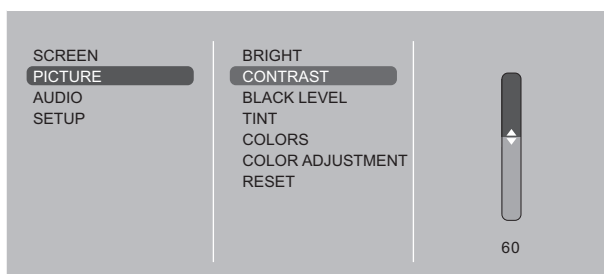 SCREEN
PICTURE
AUDIO
SETUP
BRIGHT
CONTRAST
BLACK LEVEL
TINT
COLORS
COLOR ADJUSTMENT
RESET
60